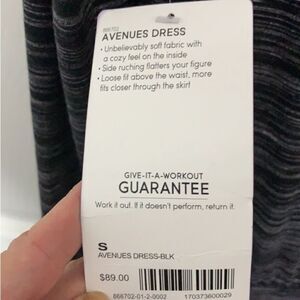 866702
AVENUES DRESS
• Unbelievably soft fabric with
a cozy feel on the inside
• Side ruching flatters your figure
• Loose fit above the waist, more
fits closer through the skirt
GIVE-IT-A-WORKOUT
GUARANTEE
Work it out. If it doesn't perform, return it.
S
AVENUES DRESS-BLK
$89.00
866702-01-2-0002 170373600029